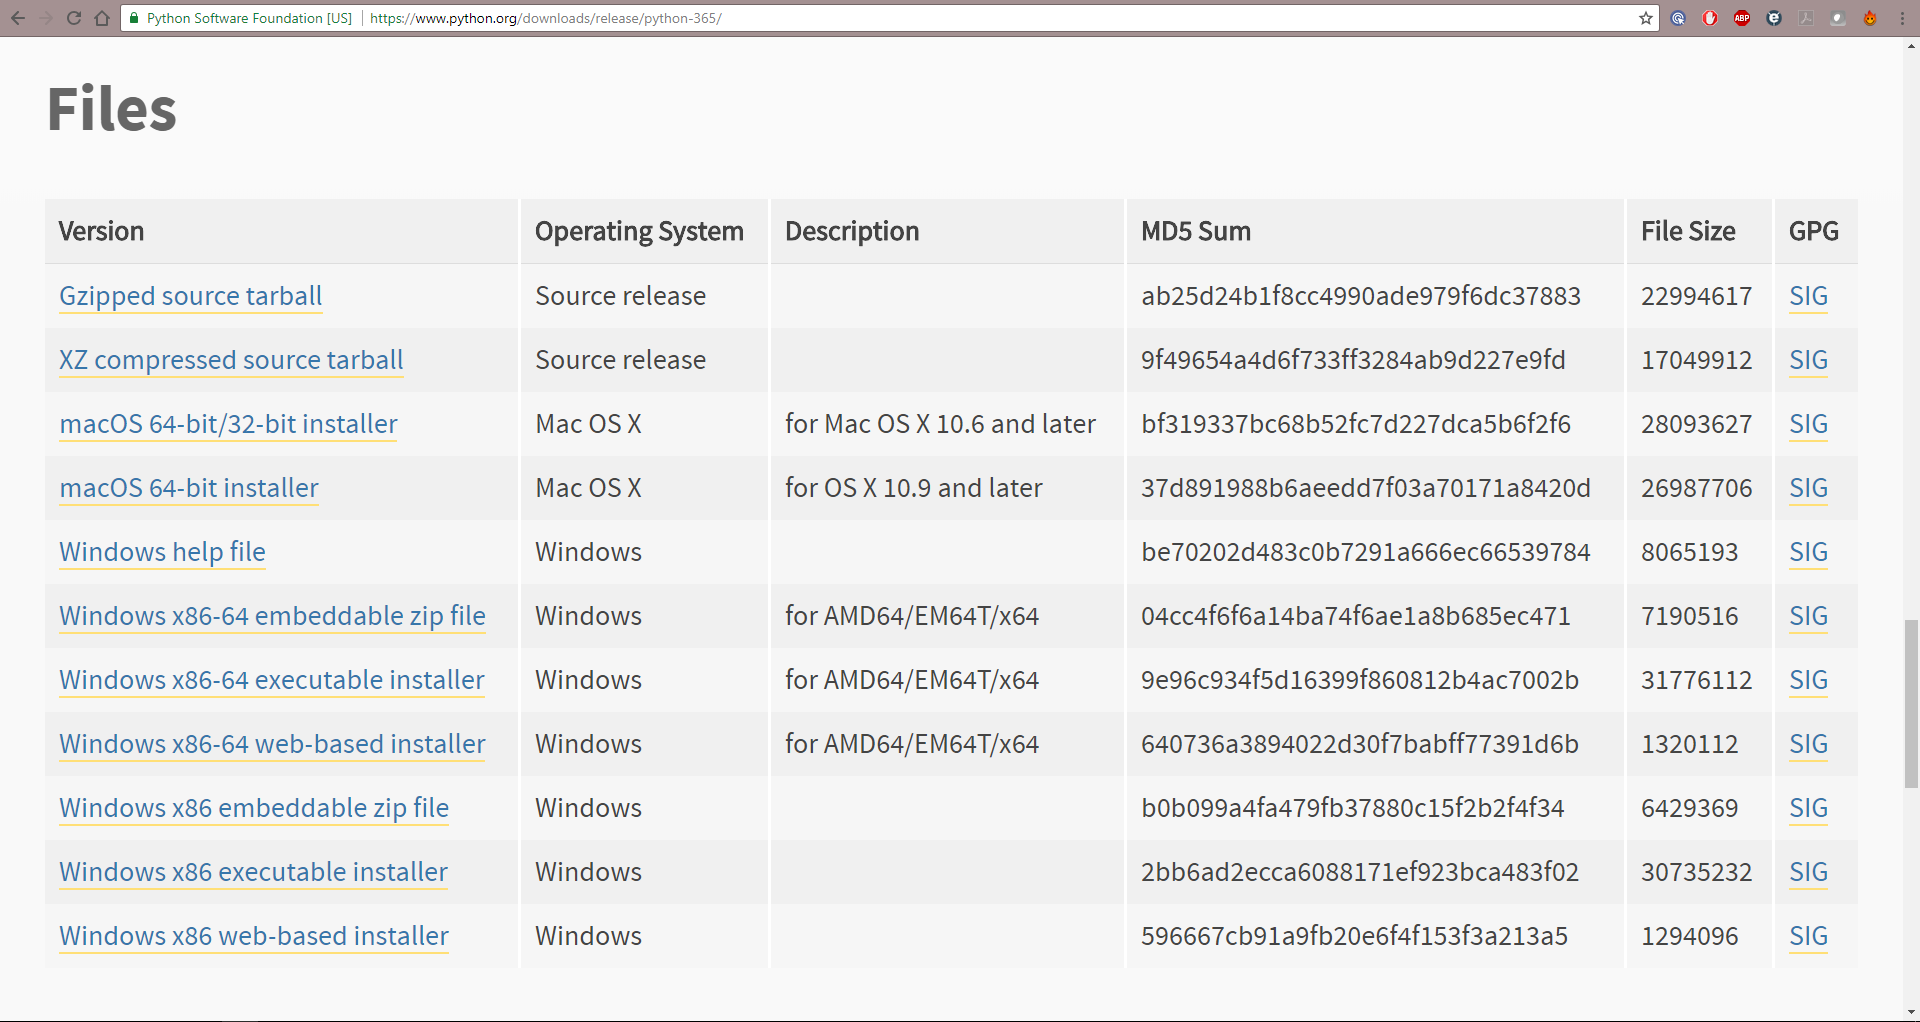 Python Software Foundation [US] https://www.python.org/downloads/release/python-365/
ABP
Files
Version Operating System Description MD5 Sum File Size GPG
Gzipped source tarball Source release ab25d24b1f8cc4990ade979f6dc37883 22994617 SIG
XZ compressed source tarball Source release 9f49654a4d6f733ff3284ab9d227e9fd 17049912 SIG
macOS 64-bit/32-bit installer Mac OS X for Mac OS X 10.6 and later bf319337bc68b52fc7d227dca5b6f2f6 28093627 SIG
macOS 64-bit installer Mac OS X for OS X 10.9 and later 37d891988b6aeedd7f03a70171a8420d 26987706 SIG
Windows help file Windows be70202d483c0b7291a666ec66539784 8065193 SIG
Windows x86-64 embeddable zip file Windows for AMD64/EM64T/x64 04cc4f6f6a14ba74f6ae1a8b685ec471 7190516 SIG
Windows x86-64 executable installer Windows for AMD64/EM64T/x64 9e96c934f5d16399f860812b4ac7002b 31776112 SIG
Windows x86-64 web-based installer Windows for AMD64/EM64T/x64 640736a3894022d30f7babff77391d6b 1320112 SIG
Windows x86 embeddable zip file Windows b0b099a4fa479fb37880c15f2b2f4f34 6429369 SIG
Windows x86 executable installer Windows 2bb6ad2ecca6088171ef923bca483f02 30735232 SIG
Windows x86 web-based installer Windows 596667cb91a9fb20e6f4f153f3a213a5 1294096 SIG